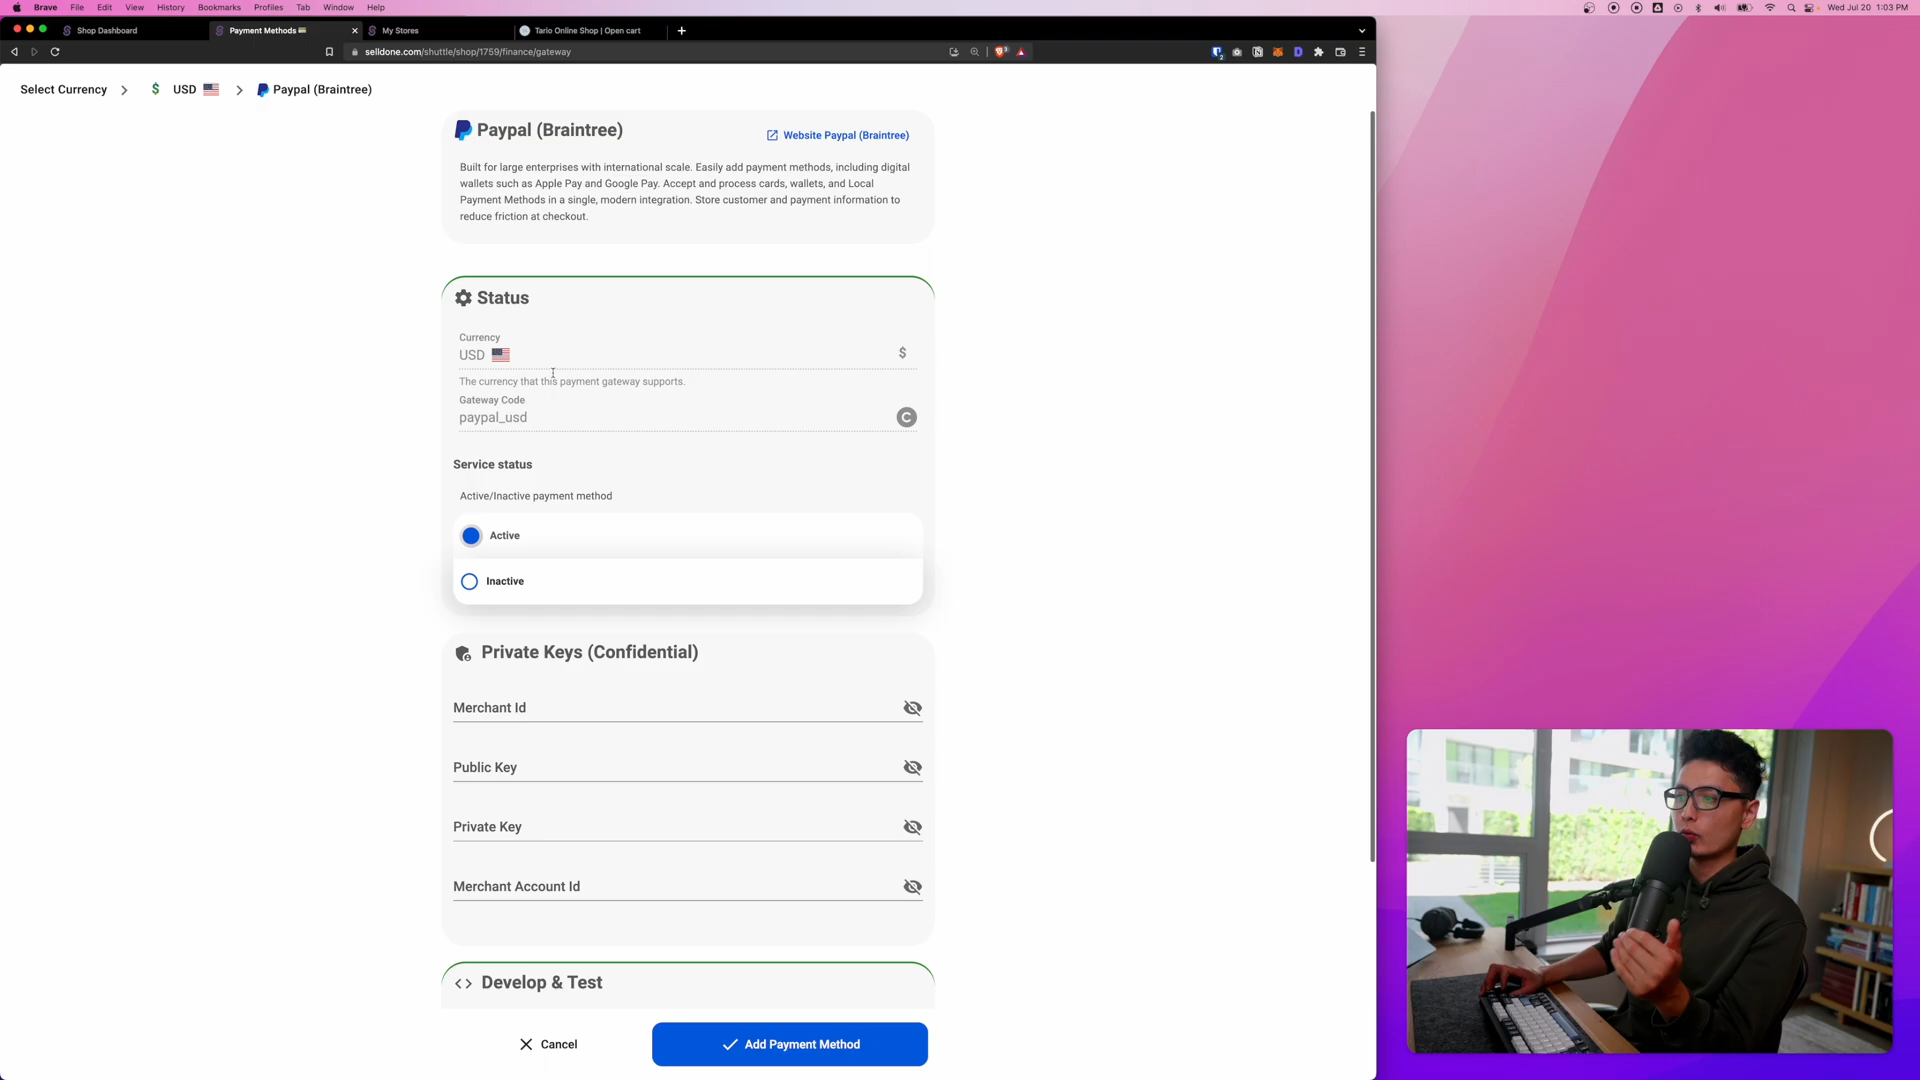 Brave File Edit View History Bookmarks Profiles Tab Window Help
Wed Jul 20 1:03 PM
Shop Dashboard
Payment Methods
My Stores
Tario Online Shop | Open cart
selldone.com/shuttle/shop/1759/finance/gateway
Select Currency > $ USD > Paypal (Braintree)
Paypal (Braintree)
Website Paypal (Braintree)
Built for large enterprises with international scale. Easily add payment methods, including digital
wallets such as Apple Pay and Google Pay. Accept and process cards, wallets, and Local
Payment Methods in a single, modern integration. Store customer and payment information to
reduce friction at checkout.
Status
Currency
USD
$
The currency that this payment gateway supports.
Gateway Code
paypal_usd
C
Service status
Active/Inactive payment method
Active
Inactive
Private Keys (Confidential)
Merchant Id
Public Key
Private Key
Merchant Account Id
Develop & Test
Cancel
Add Payment Method